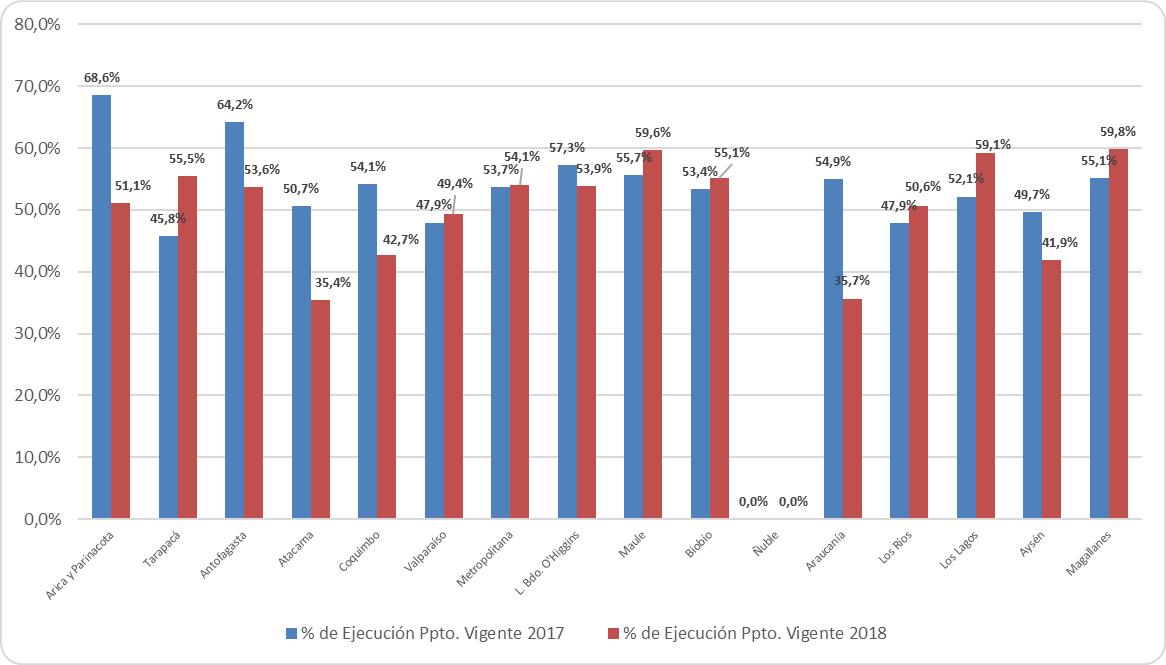 80,0%
70,0%
60,0%
50,0%
40,0%
30,0%
20,0%
10,0%
0,0%
68,6%
51,1%
45,8%
55,5%
64,2%
53,6%
50,7%
35,4%
54,1%
42,7%
47,9%
49,4%
53,7%
54,1%
57,3%
53,9%
55,7%
59,6%
53,4%
55,1%
0,0%
0,0%
54,9%
35,7%
47,9%
50,6%
52,1%
59,1%
49,7%
41,9%
55,1%
59,8%
Arica y Parinacota
Tarapacá
Antofagasta
Atacama
Coquimbo
Valparaíso
Metropolitana
L. Bdo. O'Higgins
Maule
Biobio
Ñuble
Araucanía
Los Ríos
Los Lagos
Aysén
Magallanes
% de Ejecución Ppto. Vigente 2017
% de Ejecución Ppto. Vigente 2018